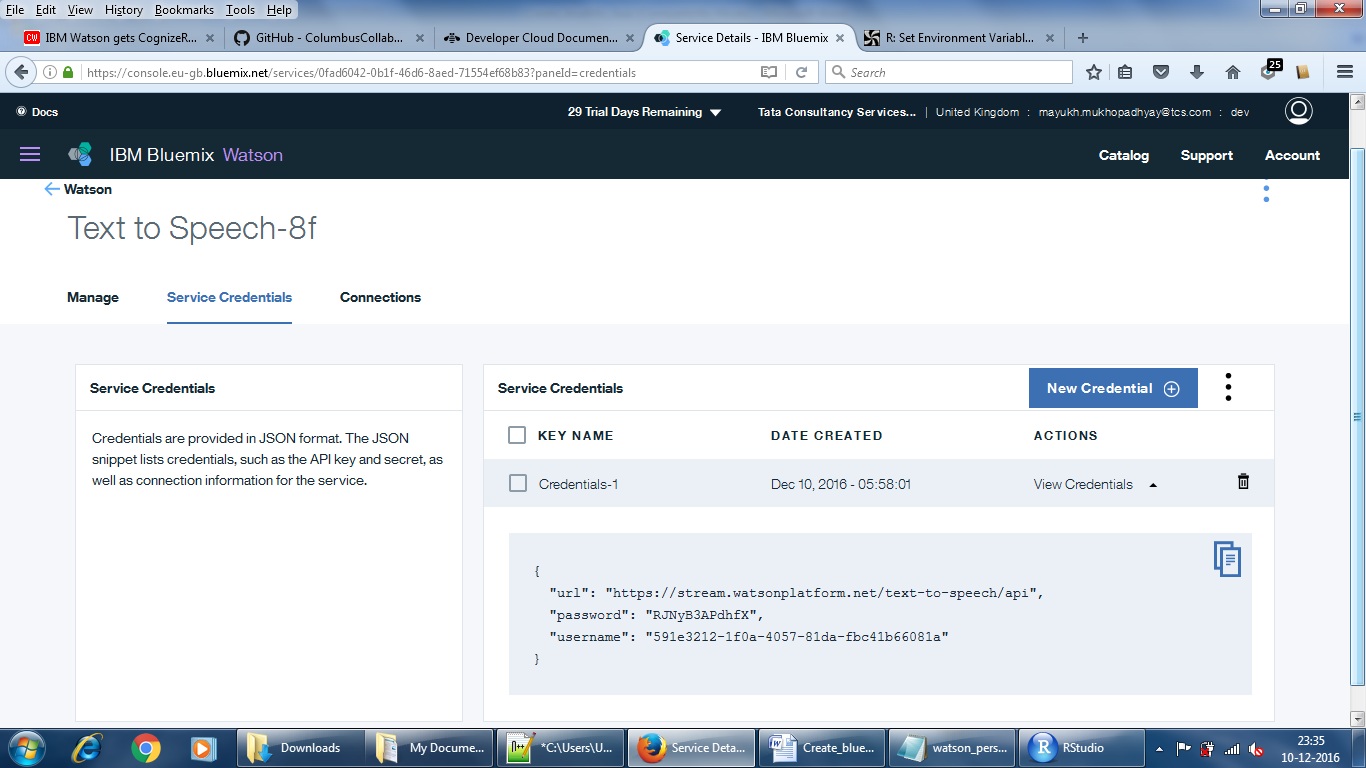 File Edit View History Bookmarks Tools Help
IBM Watson gets CognizeR...
GitHub - ColumbusCollab...
Developer Cloud Documen...
Service Details - IBM Bluemix
R: Set Environment Variabl...
https://console.eu-gb.bluemix.net/services/0fad6042-0b1f-46d6-8aed-71554ef68b83?paneId=credentials
Search
25
Docs
29 Trial Days Remaining
Tata Consultancy Services... | United Kingdom : mayukh.mukhopadhyay@tcs.com : dev
IBM Bluemix Watson
Catalog Support Account
Watson
Text to Speech-8f
Manage Service Credentials Connections
Service Credentials
Credentials are provided in JSON format. The JSON
snippet lists credentials, such as the API key and secret, as
well as connection information for the service.
Service Credentials
New Credential
KEY NAME DATE CREATED ACTIONS
Credentials-1 Dec 10, 2016 - 05:58:01 View Credentials
{
"url": "https://stream.watsonplatform.net/text-to-speech/api",
"password": "RJNyB3APdhfX",
"username": "591e3212-1f0a-4057-81da-fbc41b66081a"
}
Downloads
My Docume...
*C:\Users\U...
Service Deta...
Create_blue...
watson_pers...
RStudio
23:35
10-12-2016